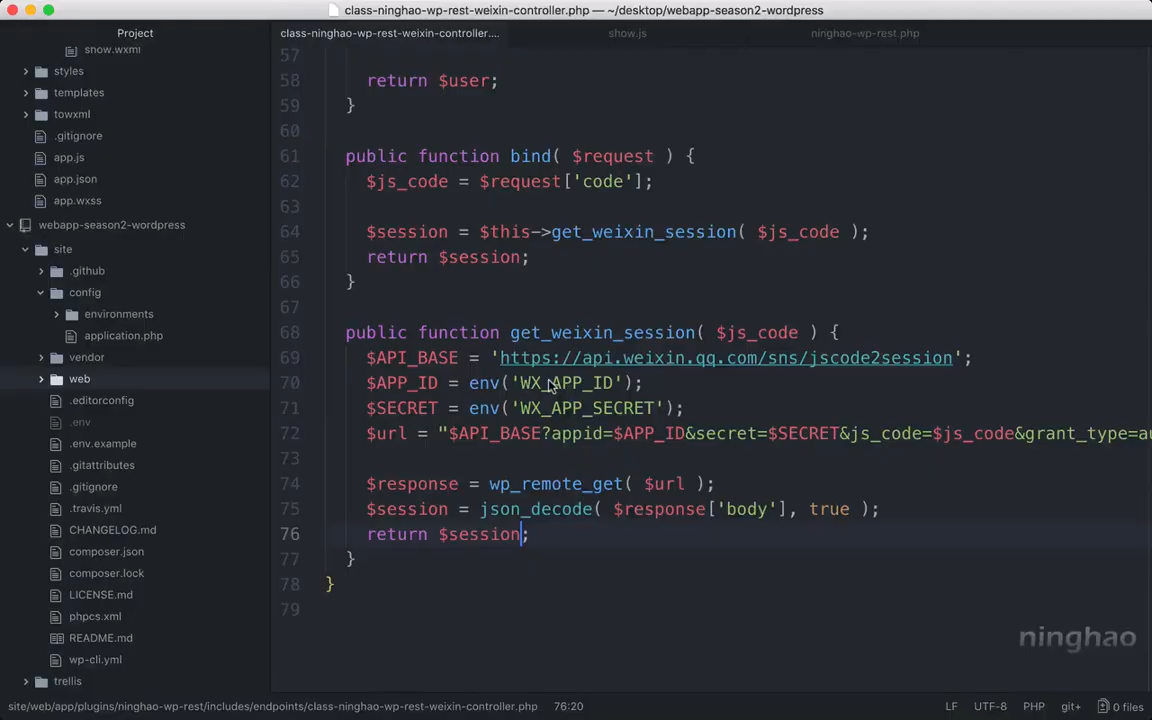 class-ninghao-wp-rest-weixin-controller.php — ~/desktop/webapp-season2-wordpress
Project
class-ninghao-wp-rest-weixin-controller....
show.js
ninghao-wp-rest.php
show.wxml
styles
templates
towxml
.gitignore
app.js
app.json
app.wxss
webapp-season2-wordpress
site
.github
config
environments
application.php
vendor
web
.editorconfig
.env
.env.example
.gitattributes
.gitignore
.travis.yml
CHANGELOG.md
composer.json
composer.lock
LICENSE.md
phpcs.xml
README.md
wp-cli.yml
trellis
57
58 return $user;
59 }
60
61 public function bind( $request ) {
62 $js_code = $request['code'];
63
64 $session = $this->get_weixin_session( $js_code );
65 return $session;
66 }
67
68 public function get_weixin_session( $js_code ) {
69 $API_BASE = 'https://api.weixin.qq.com/sns/jscode2session';
70 $APP_ID = env('WX_APP_ID');
71 $SECRET = env('WX_APP_SECRET');
72 $url = "$API_BASE?appid=$APP_ID&secret=$SECRET&js_code=$js_code&grant_type=au
73
74 $response = wp_remote_get( $url );
75 $session = json_decode( $response['body'], true );
76 return $session;
77 }
78 }
79
ninghao
site/web/app/plugins/ninghao-wp-rest/includes/endpoints/class-ninghao-wp-rest-weixin-controller.php 76:20
LF UTF-8 PHP git+ 0 files